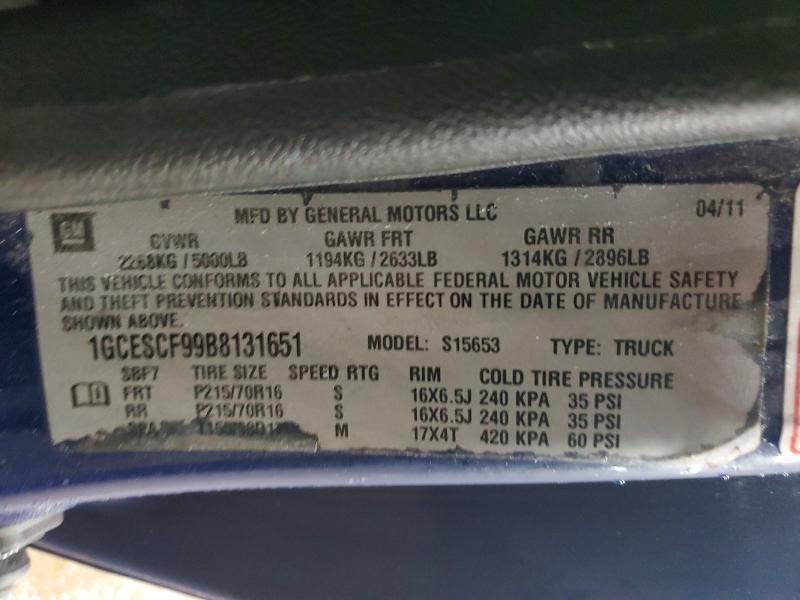 GM MFD BY GENERAL MOTORS LLC 04/11
GVWR GAWR FRT GAWR RR
2268KG / 5000LB 1194KG / 2633LB 1314KG / 2896LB
THIS VEHICLE CONFORMS TO ALL APPLICABLE FEDERAL MOTOR VEHICLE SAFETY
AND THEFT PREVENTION STANDARDS IN EFFECT ON THE DATE OF MANUFACTURE
SHOWN ABOVE.
1GCESCF99B8131651 MODEL: S15653 TYPE: TRUCK
SBF7 TIRE SIZE SPEED RTG RIM COLD TIRE PRESSURE
FRT P215/70R16 S 16X6.5J 240 KPA 35 PSI
RR P215/70R16 S 16X6.5J 240 KPA 35 PSI
SPA M 17X4T 420 KPA 60 PSI